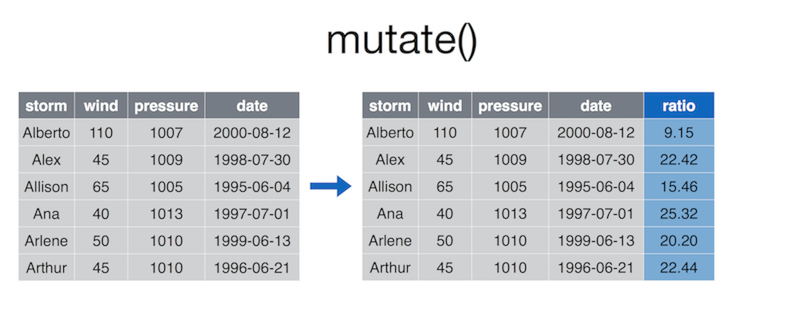 mutate()
storm wind pressure date storm wind pressure date ratio
Alberto 110 1007 2000-08-12 Alberto 110 1007 2000-08-12 9.15
Alex 45 1009 1998-07-30 Alex 45 1009 1998-07-30 22.42
Allison 65 1005 1995-06-04 Allison 65 1005 1995-06-04 15.46
Ana 40 1013 1997-07-01 Ana 40 1013 1997-07-01 25.32
Arlene 50 1010 1999-06-13 Arlene 50 1010 1999-06-13 20.20
Arthur 45 1010 1996-06-21 Arthur 45 1010 1996-06-21 22.44